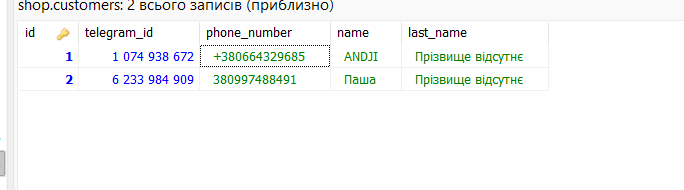 shop.customers: 2 всього записів (приблизно)
id telegram_id phone_number name last_name
1 1 074 938 672 +380664329685 ANDJI Прізвище відсутнє
2 6 233 984 909 380997488491 Паша Прізвище відсутнє